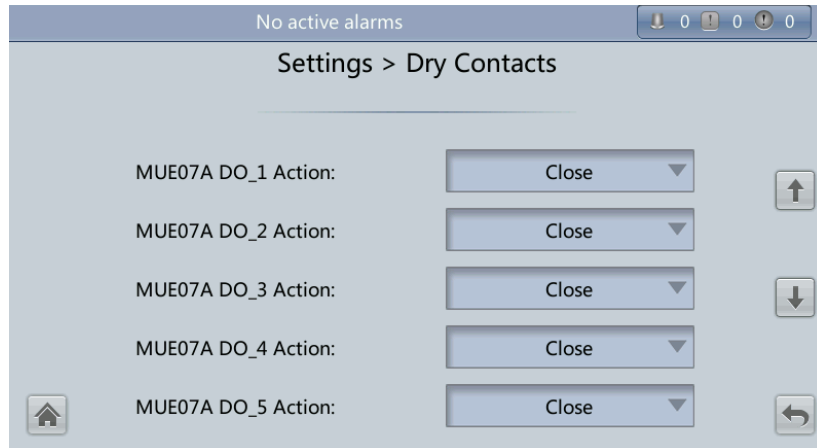 No active alarms 0 0 0
Settings > Dry Contacts
MUE07A DO_1 Action: Close
MUE07A DO_2 Action: Close
MUE07A DO_3 Action: Close
MUE07A DO_4 Action: Close
MUE07A DO_5 Action: Close